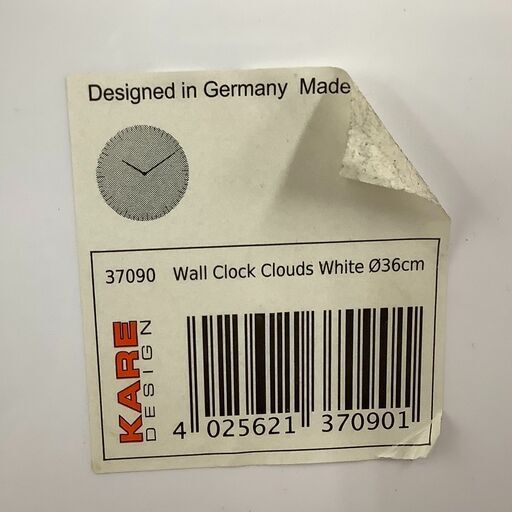 Designed in Germany Made
37090 Wall Clock Clouds White Ø36cm
KARE
DESIGN
4 025621 370901